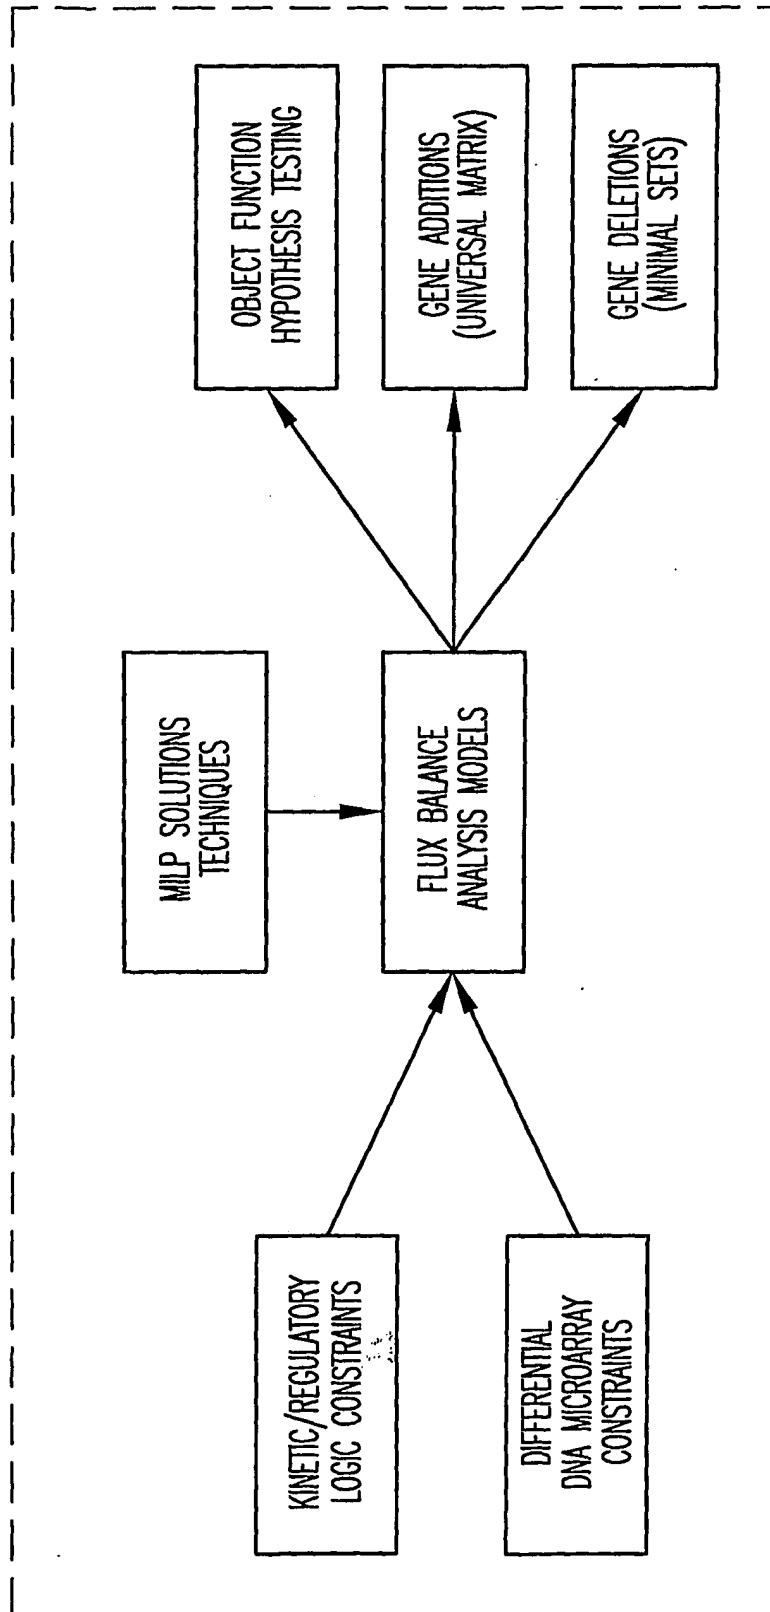 KINETIC/REGULATORY
LOGIC CONSTRAINTS
DIFFERENTIAL
DNA MICROARRAY
CONSTRAINTS
MILP SOLUTIONS
TECHNIQUES
FLUX BALANCE
ANALYSIS MODELS
OBJECT FUNCTION
HYPOTHESIS TESTING
GENE ADDITIONS
(UNIVERSAL MATRIX)
GENE DELETIONS
(MINIMAL SETS)